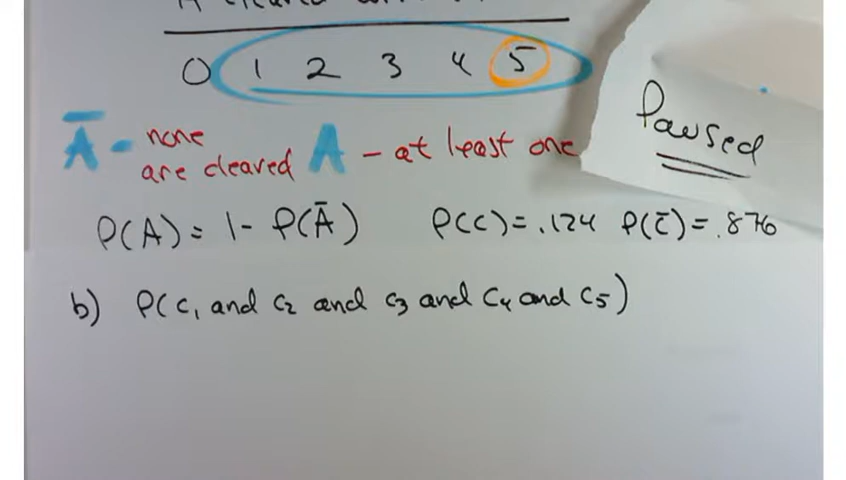 0 1 2 3 4 5
Ā - none are cleaved A - at least one
Paused
P(A) = 1 - P(Ā) P(C) = .124 P(C̄) = .876
b) P(C₁ and C₂ and C₃ and C₄ and C₅)